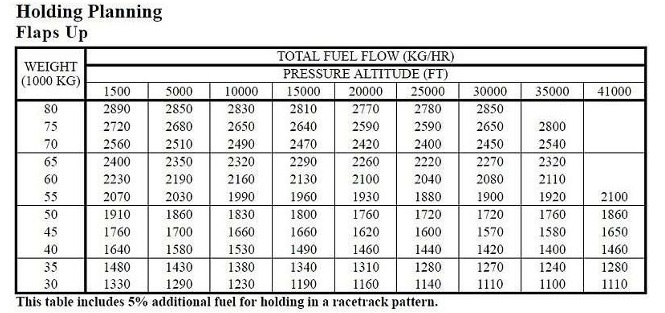 Holding Planning
Flaps Up
WEIGHT (1000 KG) TOTAL FUEL FLOW (KG/HR)
PRESSURE ALTITUDE (FT)
1500 5000 10000 15000 20000 25000 30000 35000 41000
80 2890 2850 2830 2810 2770 2780 2850
75 2720 2680 2650 2640 2590 2590 2650 2800
70 2560 2510 2490 2470 2420 2400 2450 2540
65 2400 2350 2320 2290 2260 2220 2270 2320
60 2230 2190 2160 2130 2100 2040 2080 2110
55 2070 2030 1990 1960 1930 1880 1900 1920 2100
50 1910 1860 1830 1800 1760 1720 1720 1760 1860
45 1760 1700 1660 1660 1620 1600 1570 1580 1650
40 1640 1580 1530 1490 1460 1440 1420 1400 1460
35 1480 1430 1380 1340 1310 1280 1270 1240 1280
30 1330 1290 1230 1190 1160 1140 1110 1100 1110
This table includes 5% additional fuel for holding in a racetrack pattern.